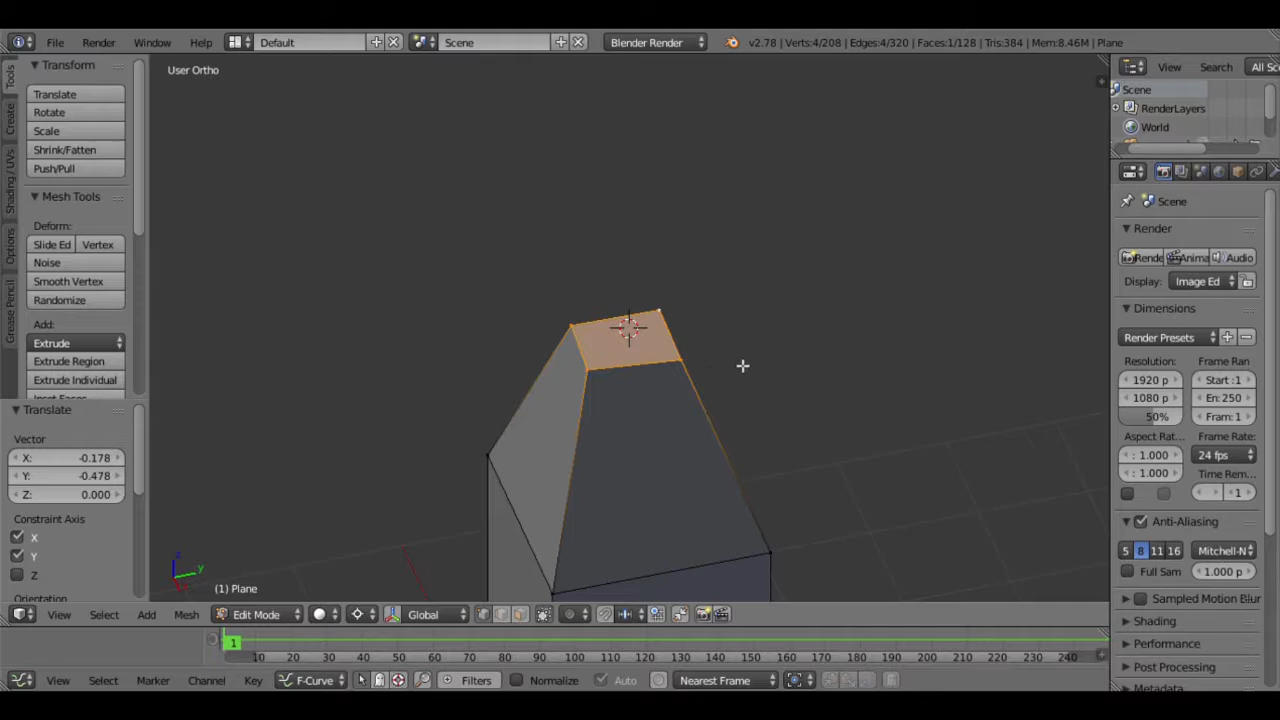 File Render Window Help Default Scene Blender Render v2.78 | Verts:4/208 | Edges:4/320 | Faces:1/128 | Tris:384 | Mem:8.46M | Plane
Tools
Create
Shading / UVs
Options
Grease Pencil
Transform
Translate
Rotate
Scale
Shrink/Fatten
Push/Pull
Mesh Tools
Deform:
Slide Ed Vertex
Noise
Smooth Vertex
Randomize
Add:
Extrude
Extrude Region
Extrude Individual
Translate
Vector
X: -0.178
Y: -0.478
Z: 0.000
Constraint Axis
X
Y
Z
User Ortho
z
y
(1) Plane
View Search All Sc
Scene
RenderLayers
World
Scene
Render
Rende Anima Audio
Display: Image Ed
Dimensions
Render Presets
Resolution: Frame Ran
1920 p Start :1
1080 p En: 250
50% Fram: 1
Aspect Rat... Frame Rate:
: 1.000 24 fps
: 1.000 Time Rem...
1
Anti-Aliasing
5 8 11 16 Mitchell-N
Full Sam 1.000 p
Sampled Motion Blur
Shading
Performance
Post Processing
View Select Add Mesh Edit Mode Global
1
10 20 30 40 50 60 70 80 90 100 110 120 130 140 150 160 170 180 190 200 210 220 230 240
View Select Marker Channel Key F-Curve Filters Normalize Auto Nearest Frame